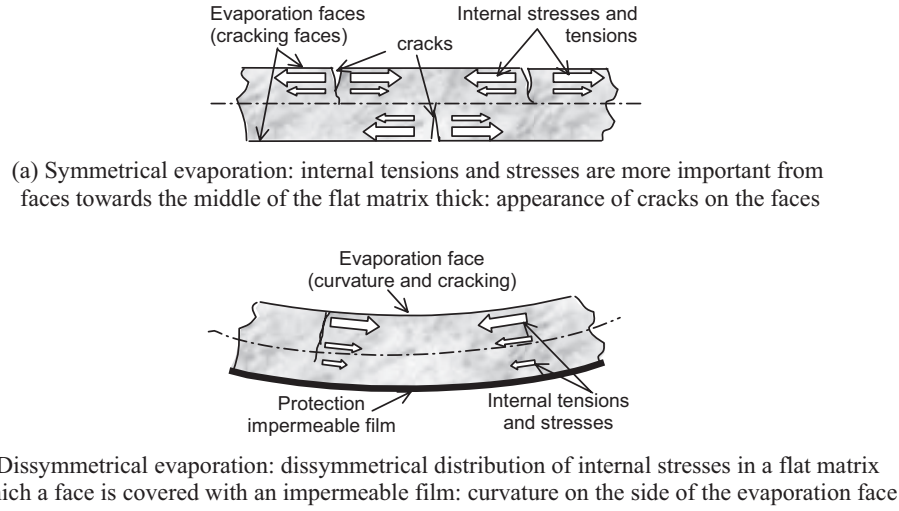 Evaporation faces
(cracking faces)
cracks
Internal stresses and
tensions
(a) Symmetrical evaporation: internal tensions and stresses are more important from
faces towards the middle of the flat matrix thick: appearance of cracks on the faces
Evaporation face
(curvature and cracking)
Protection
impermeable film
Internal tensions
and stresses
Dissymmetrical evaporation: dissymmetrical distribution of internal stresses in a flat matrix
a face is covered with an impermeable film: curvature on the side of the evaporation face